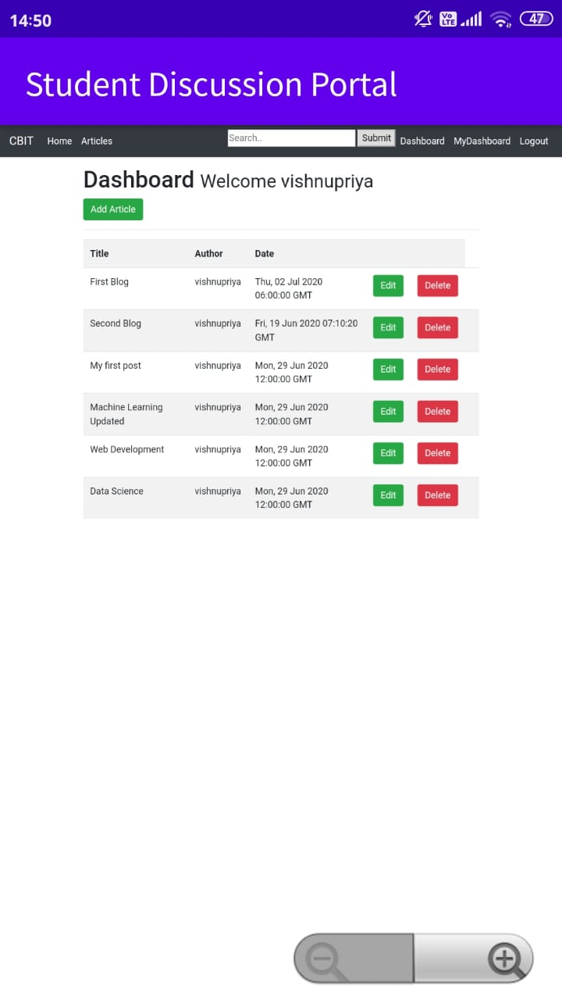 14:50
Vo LTE 47
Student Discussion Portal
CBIT Home Articles Search.. Submit Dashboard MyDashboard Logout
Dashboard Welcome vishnupriya
Add Article
Title Author Date
First Blog vishnupriya Thu, 02 Jul 2020 Edit Delete
06:00:00 GMT
Second Blog vishnupriya Fri, 19 Jun 2020 07:10:20 Edit Delete
GMT
My first post vishnupriya Mon, 29 Jun 2020 Edit Delete
12:00:00 GMT
Machine Learning vishnupriya Mon, 29 Jun 2020 Edit Delete
Updated 12:00:00 GMT
Web Development vishnupriya Mon, 29 Jun 2020 Edit Delete
12:00:00 GMT
Data Science vishnupriya Mon, 29 Jun 2020 Edit Delete
12:00:00 GMT